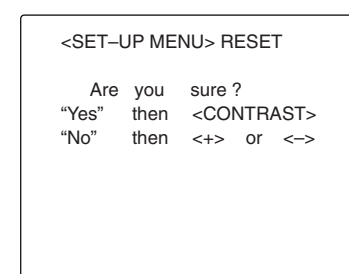 <SET–UP MENU> RESET
Are you sure ?
“Yes” then <CONTRAST>
“No” then <+> or <–>